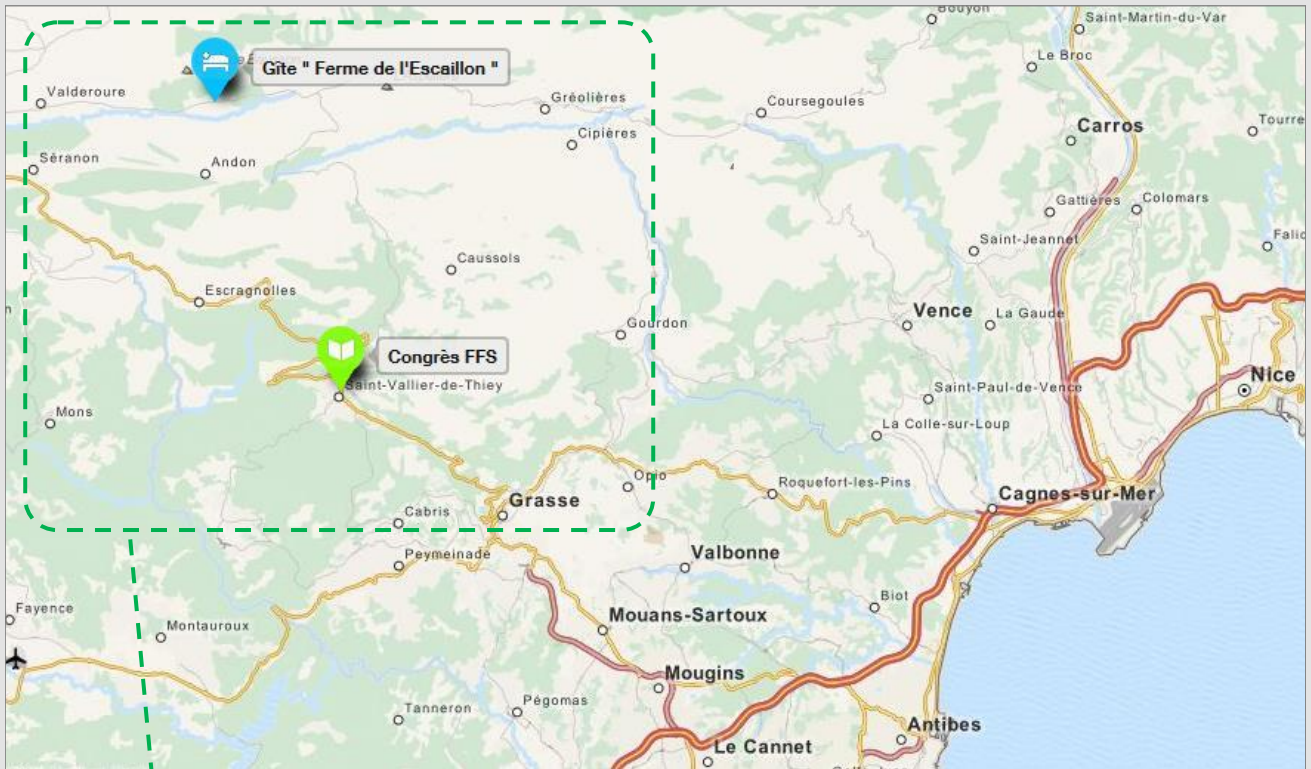 Bouyon
Saint-Martin-du-Var
Le Broc
Gîte " Ferme de l'Escaillon "
Valderoure
Gréolières
Coursegoules
Carros
Tourre
Cipières
Séranon
Andon
Gattières
Colomars
Saint-Jeannet
Falic
Caussols
Escragnolles
Vence
La Gaude
Gourdon
Congrès FFS
Saint-Vallier-de-Thiey
Nice
Saint-Paul-de-Vence
Mons
La Colle-sur-Loup
Opio
Roquefort-les-Pins
Cagnes-sur-Mer
Grasse
Cabris
Peymeinade
Valbonne
Fayence
Biot
Mouans-Sartoux
Montauroux
Mougins
Pégomas
Tanneron
Antibes
Le Cannet